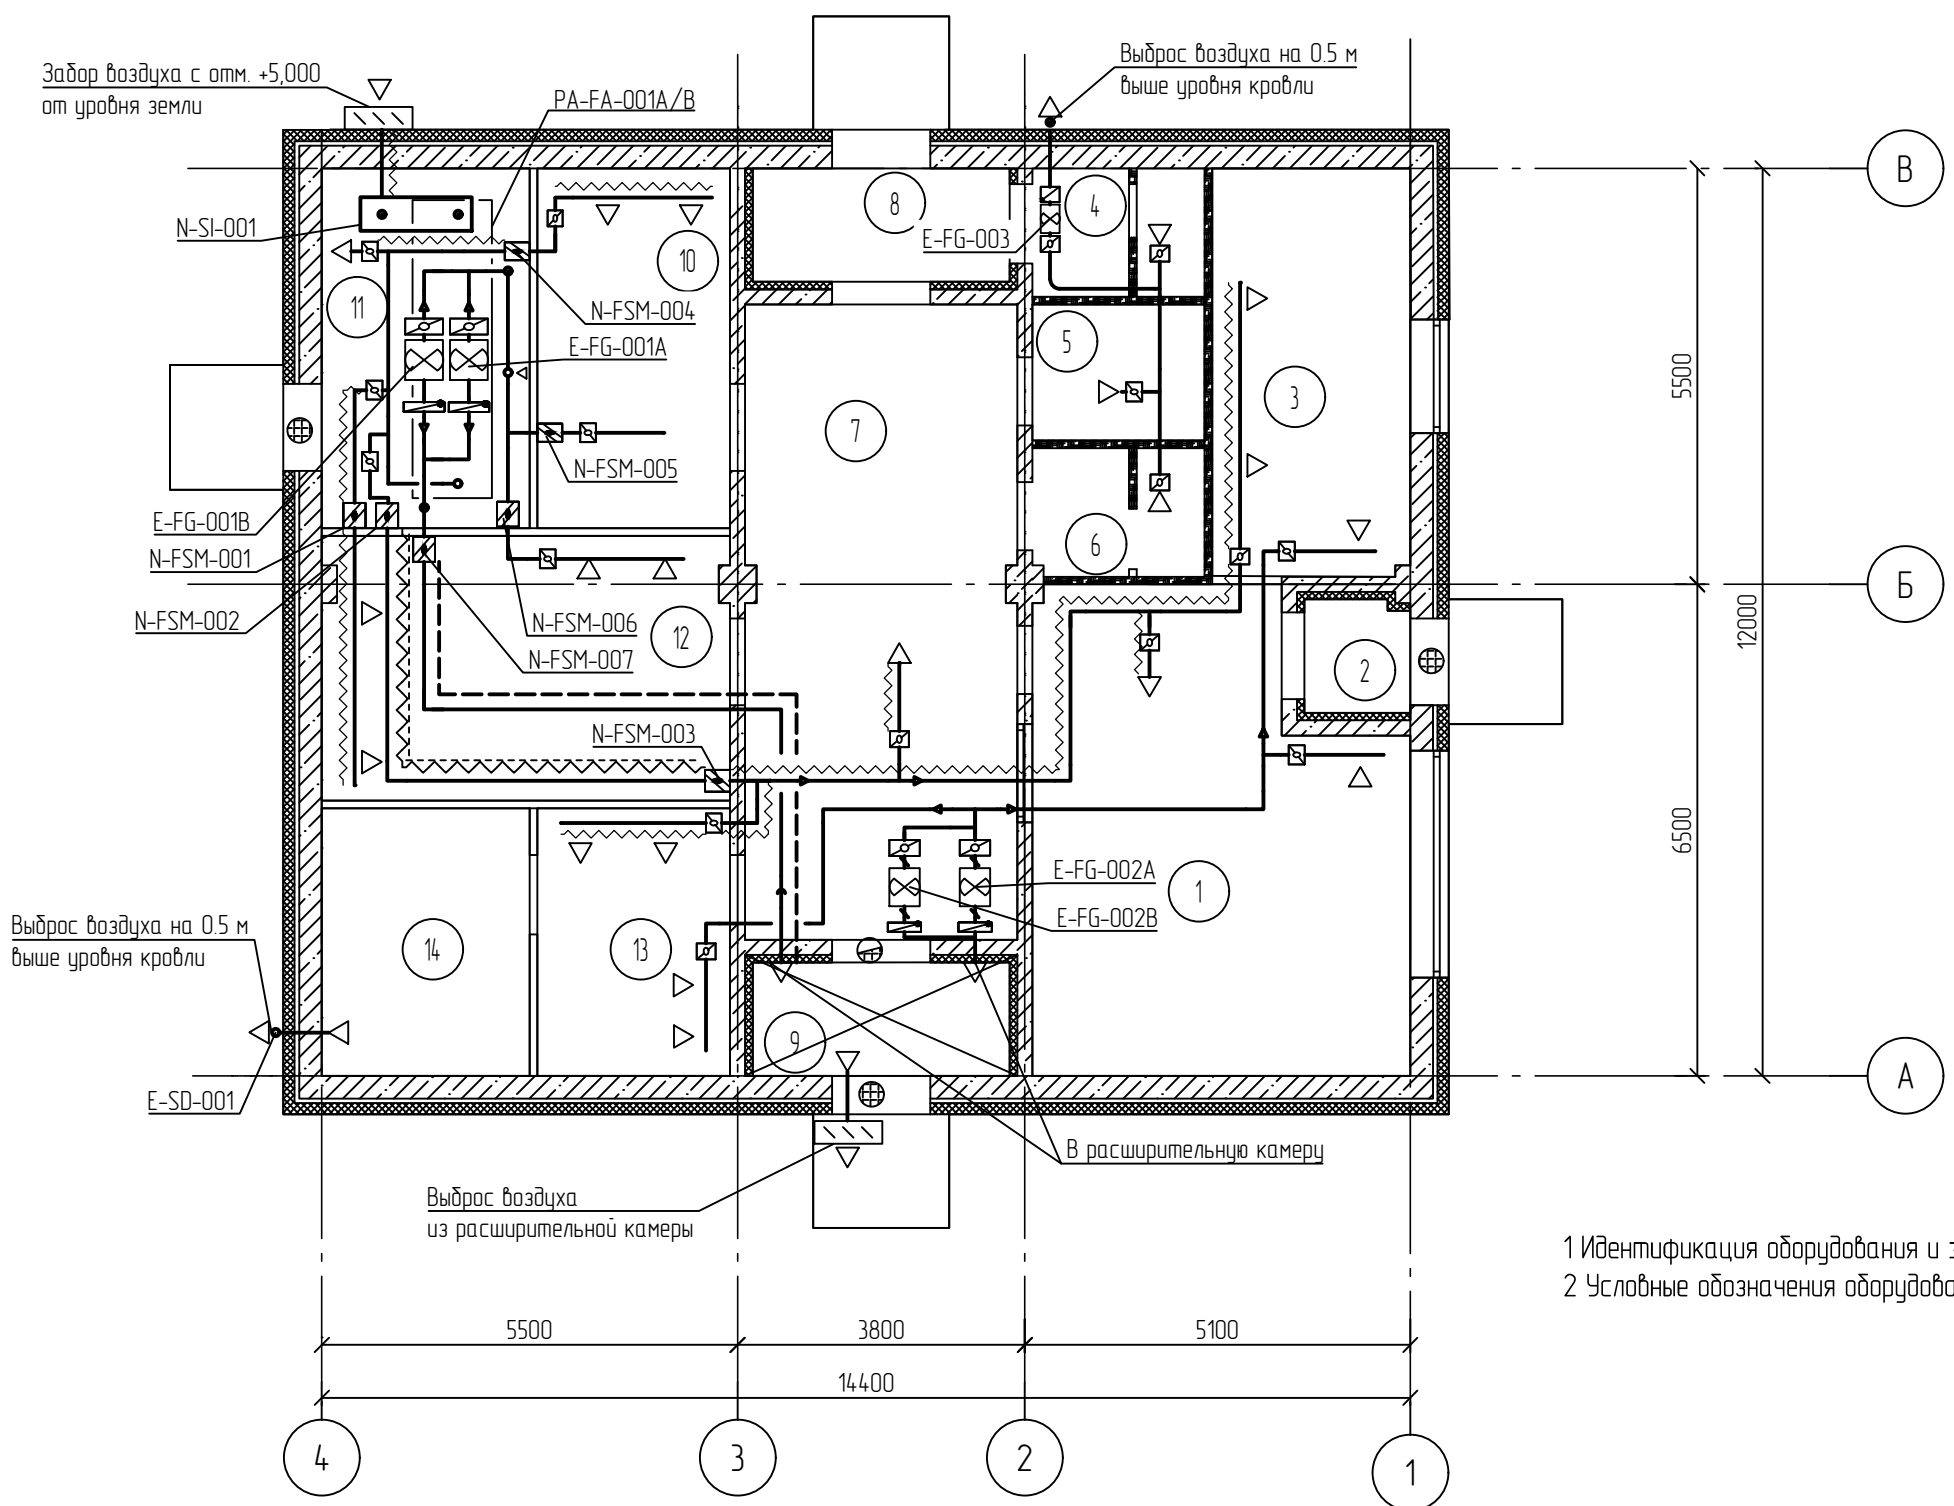 Забор воздуха с отм. +5,000
от уровня земли
PA-FA-001A/B
Выброс воздуха на 0.5 м
выше уровня кровли
В
N-SI-001
8
4
E-FG-003
10
11
N-FSM-004
E-FG-001A
5
7
3
5500
N-FSM-005
E-FG-001B
N-FSM-001
N-FSM-002
6
Б
N-FSM-006
12
N-FSM-007
2
12000
N-FSM-003
6500
E-FG-002A
1
E-FG-002B
Выброс воздуха на 0.5 м
выше уровня кровли
14
13
9
E-SD-001
А
В расширительную камеру
Выброс воздуха
из расширительной камеры
1 Идентификация оборудования и
2 Условные обозначения
5500
3800
5100
14400
4
3
2
1